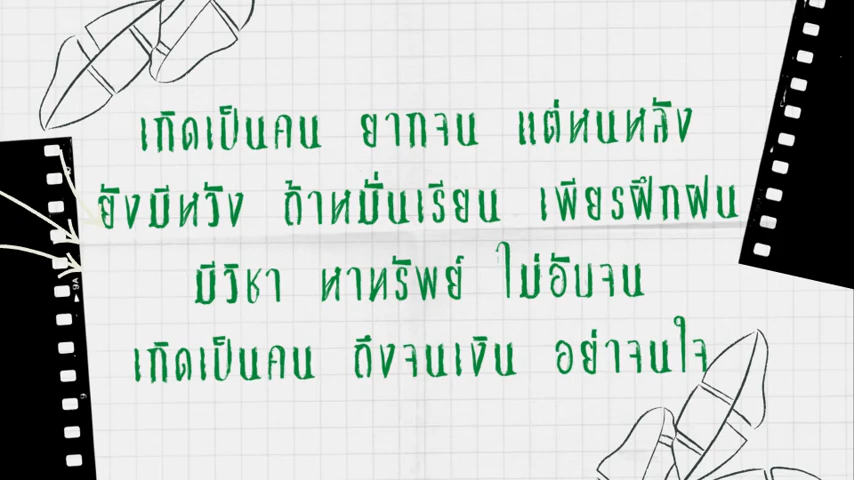 เกิดเป็นคน ยากจน แต่หนหลัง
ยังมีหวัง ถ้าหมั่นเรียน เพียรฝึกฝน
มีวิชา หาทรัพย์ ไม่อับจน
เกิดเป็นคน ถึงจนเงิน อย่าจนใจ